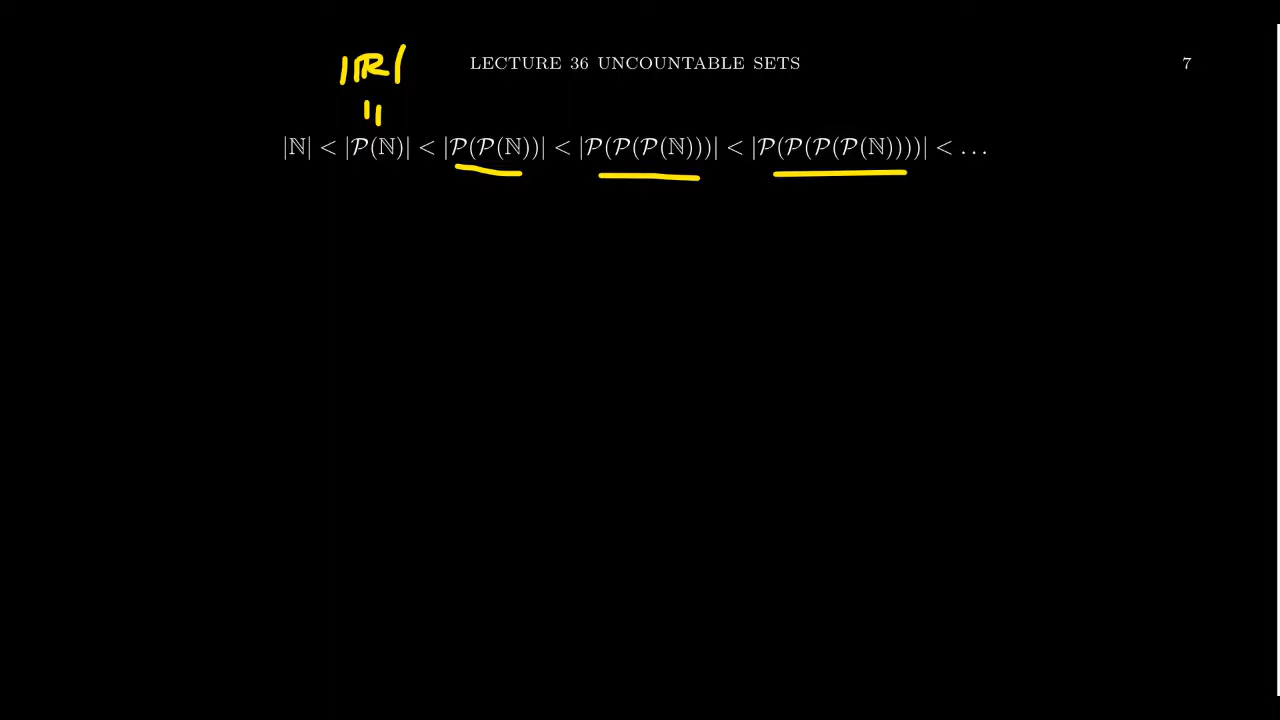 |ℝ|
LECTURE 36 UNCOUNTABLE SETS 7
||
|ℕ| < |𝒫(ℕ)| < |𝒫(𝒫(ℕ))| < |𝒫(𝒫(𝒫(ℕ)))| < |𝒫(𝒫(𝒫(𝒫(ℕ))))| < ...